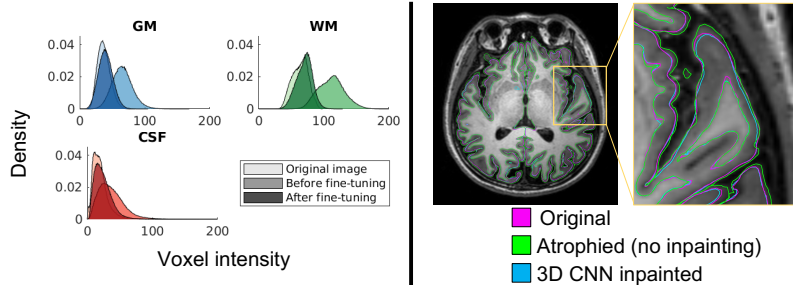 GM
WM
0.04
0.02
0
0
100
200
0.04
0.02
0
0
100
200
CSF
0.04
0.02
0
0
100
200
Density
Voxel intensity
Original image
Before fine-tuning
After fine-tuning
Original
Atrophied (no inpainting)
3D CNN inpainted